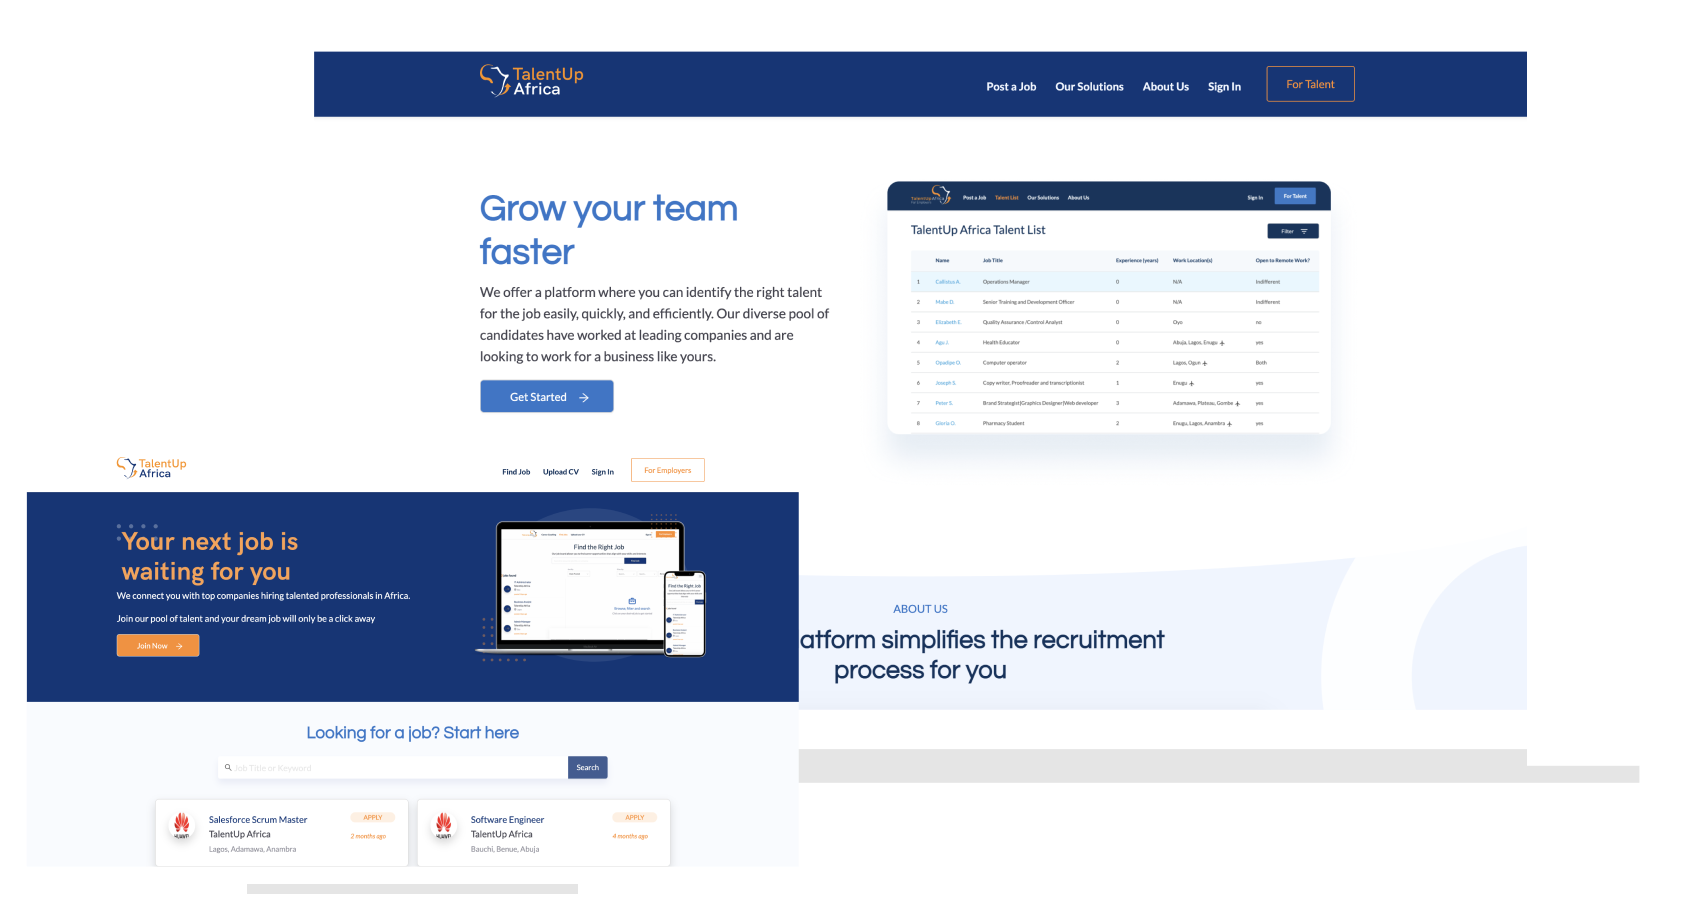 TalentUp
Africa
Post a Job Our Solutions About Us Sign In For Talent
Grow your team
faster
We offer a platform where you can identify the right talent
for the job easily, quickly, and efficiently. Our diverse pool of
candidates have worked at leading companies and are
looking to work for a business like yours.
Get Started
Post a Job Talent List Our Solutions About Us Sign In For Talent
TalentUp Africa Talent List
Filter
Name Job Title Experience (years) Work Location(s) Open to Remote Work?
1 Callistus A. Operations Manager 0 N/A Indifferent
2 Mabe D. Senior Training and Development Officer 0 N/A Indifferent
3 Elizabeth E. Quality Assurance /Control Analyst 0 Oyo no
4 Agu J. Health Educator 0 Abuja, Lagos, Enugu + yes
5 Opadipe O. Computer operator 2 Lagos, Ogun + Both
6 Joseph S. Copy writer, Proofreader and transcriptionist 1 Enugu + yes
7 Peter S. Brand Strategist|Graphics Designer|Web developer 3 Adamawa, Plateau, Gombe + yes
8 Gloria O. Pharmacy Student 2 Enugu, Lagos, Anambra + yes
TalentUp
Africa
Find Job Upload CV Sign In For Employers
Your next job is
waiting for you
We connect you with top companies hiring talented professionals in Africa.
Join our pool of talent and your dream job will only be a click away
Join Now
Find the Right Job
Find the Right Job
ABOUT US
atform simplifies the recruitment
process for you
Looking for a job? Start here
Job Title or Keyword
Search
HUAWEI
Salesforce Scrum Master
APPLY
TalentUp Africa
2 months ago
Lagos, Adamawa, Anambra
HUAWEI
Software Engineer
APPLY
TalentUp Africa
4 months ago
Bauchi, Benue, Abuja